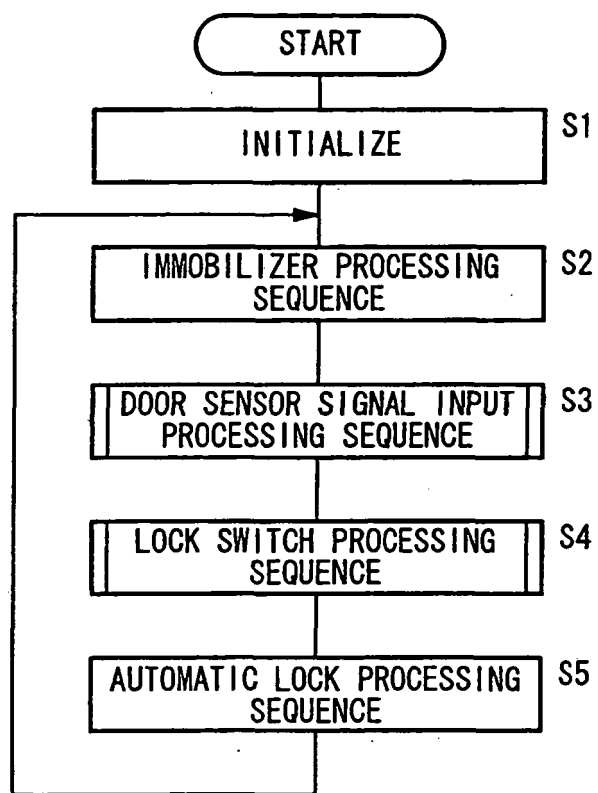 START
INITIALIZE
S1
IMMOBILIZER PROCESSING
SEQUENCE
S2
DOOR SENSOR SIGNAL INPUT
PROCESSING SEQUENCE
S3
LOCK SWITCH PROCESSING
SEQUENCE
S4
AUTOMATIC LOCK PROCESSING
SEQUENCE
S5